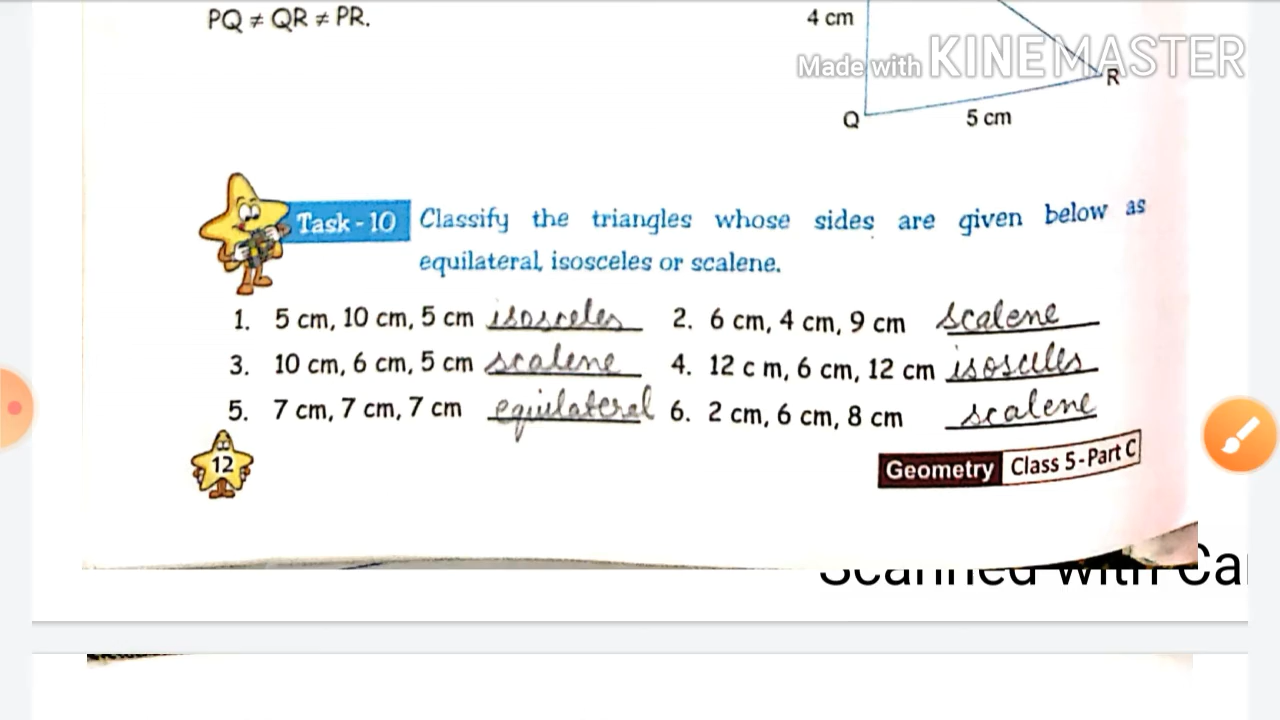 PQ ≠ QR ≠ PR.
4 cm
Made with KINEMASTER
R
Q
5 cm
Task - 10 Classify the triangles whose sides are given below as
equilateral, isosceles or scalene.
1. 5 cm, 10 cm, 5 cm isosceles 2. 6 cm, 4 cm, 9 cm scalene
3. 10 cm, 6 cm, 5 cm scalene 4. 12 c m, 6 cm, 12 cm isosceles
5. 7 cm, 7 cm, 7 cm equilateral 6. 2 cm, 6 cm, 8 cm scalene
12
Geometry Class 5-Part C
Scanned with Ca